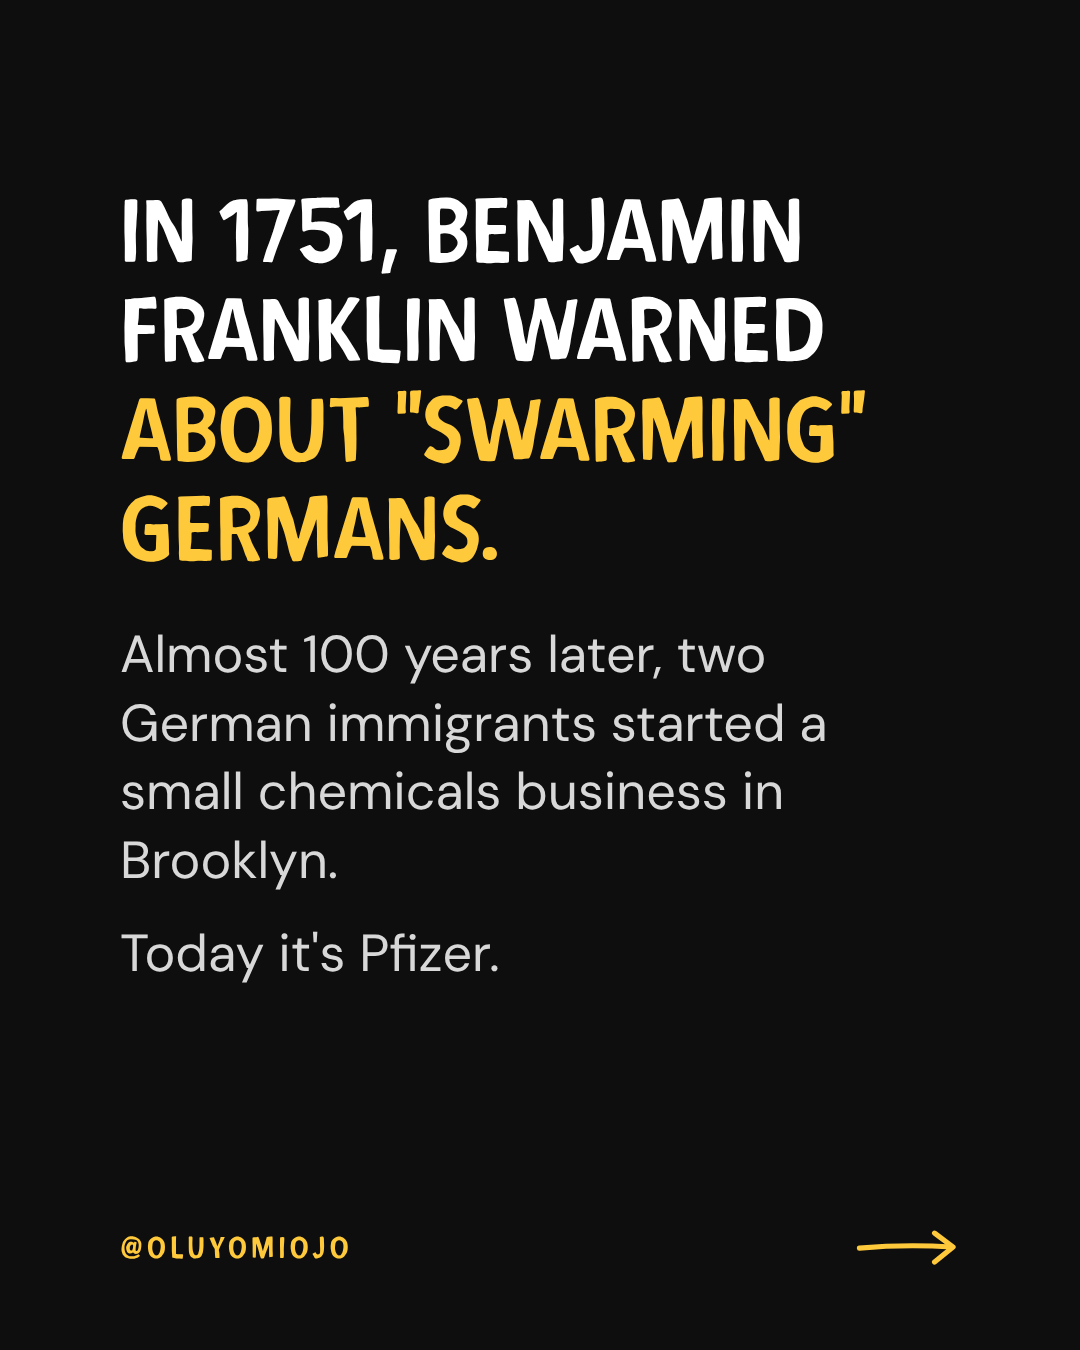 IN 1751, BENJAMIN
FRANKLIN WARNED
ABOUT "SWARMING"
GERMANS.
Almost 100 years later, two
German immigrants started a
small chemicals business in
Brooklyn.
Today it's Pfizer.
@OLUYOMIOJO